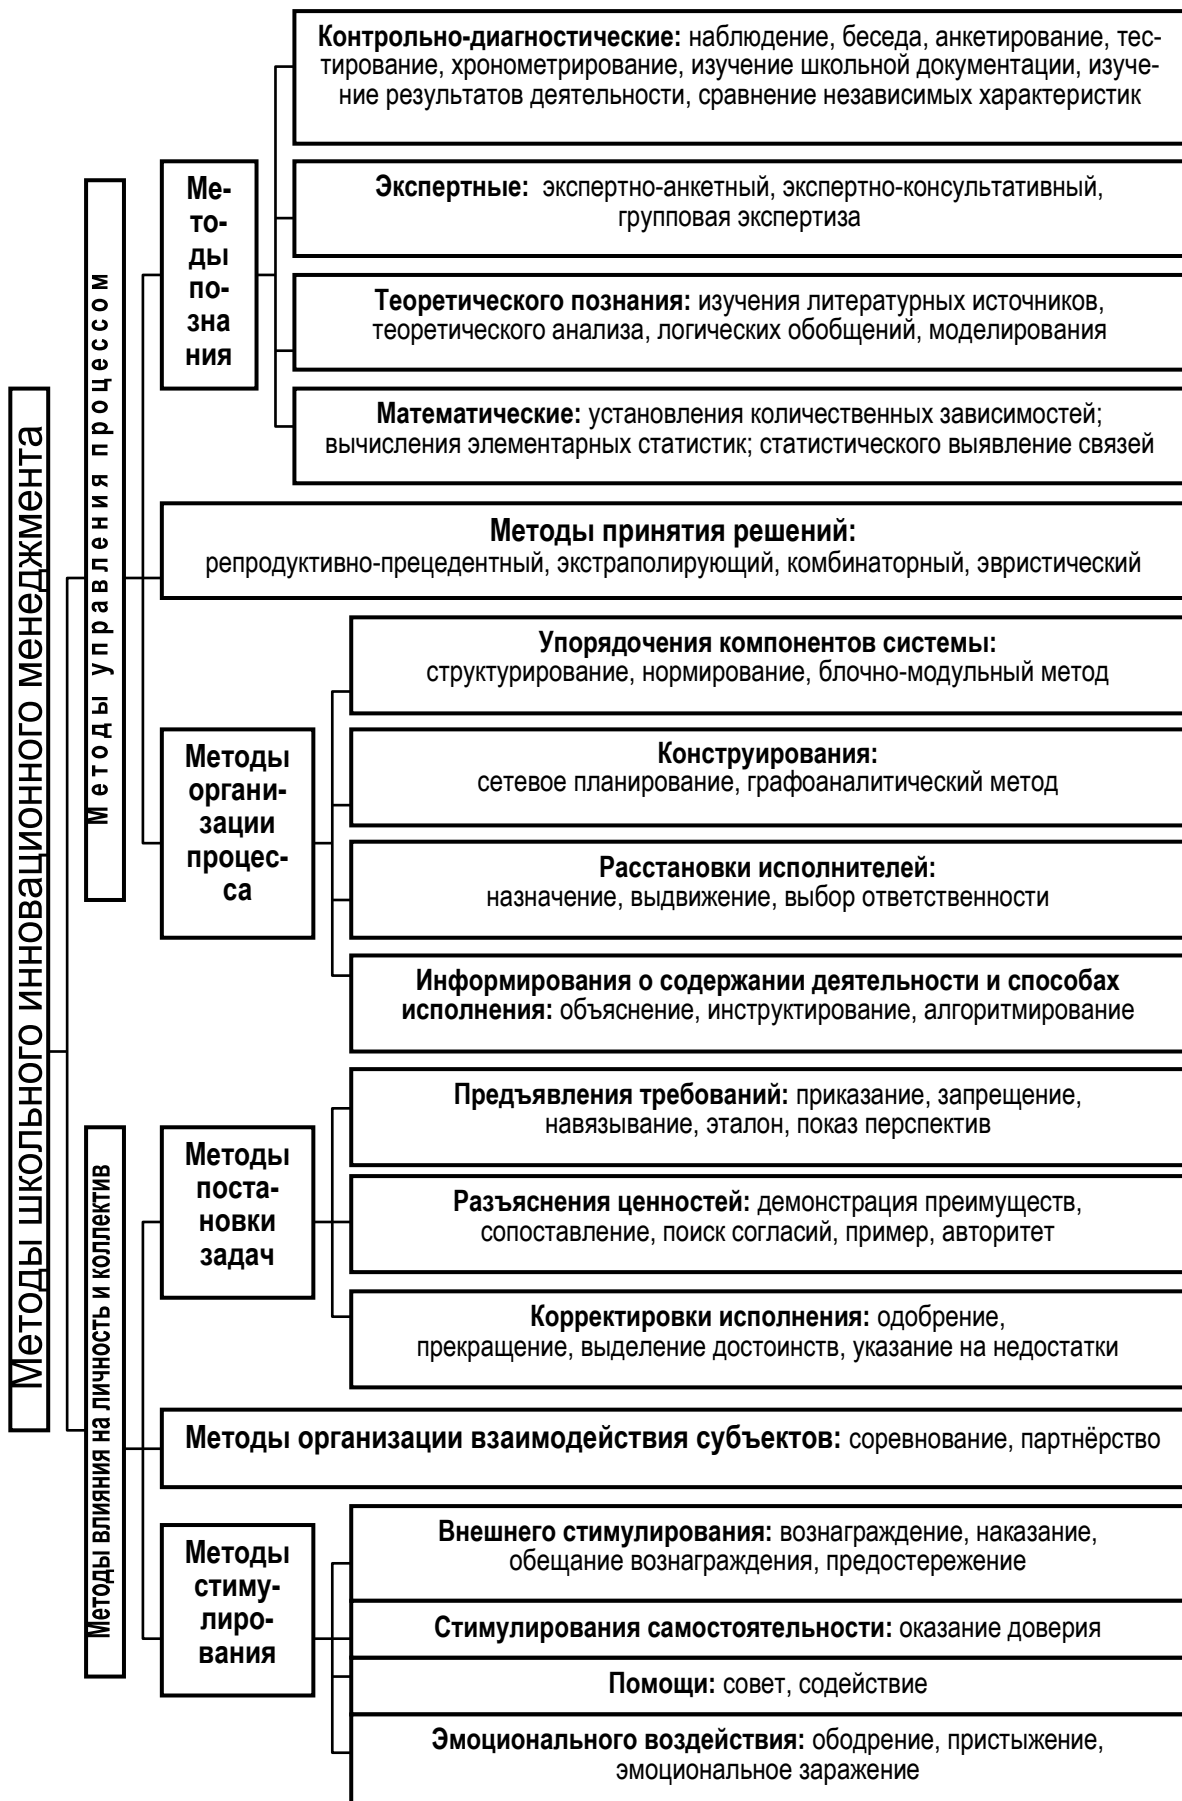 Методы школьного инновационного менеджмента
Методы управления процессом
Ме-
то-
ды
по-
зна
ния
Контрольно-диагностические: наблюдение, беседа, анкетирование, тес-
тирование, хронометрирование, изучение школьной документации, изуче-
ние результатов деятельности, сравнение независимых характеристик
Экспертные: экспертно-анкетный, экспертно-консультативный,
групповая экспертиза
Теоретического познания: изучения литературных источников,
теоретического анализа, логических обобщений, моделирования
Математические: установления количественных зависимостей;
вычисления элементарных статистик; статистического выявление связей
Методы принятия решений:
репродуктивно-прецедентный, экстраполирующий, комбинаторный, эвристический
Методы
органи-
зации
процес-
са
Упорядочения компонентов системы:
структурирование, нормирование, блочно-модульный метод
Конструирования:
сетевое планирование, графоаналитический метод
Расстановки исполнителей:
назначение, выдвижение, выбор ответственности
Информирования о содержании деятельности и способах
исполнения: объяснение, инструктирование, алгоритмирование
Методы влияния на личность и коллектив
Методы
поста-
новки
задач
Предъявления требований: приказание, запрещение,
навязывание, эталон, показ перспектив
Разъяснения ценностей: демонстрация преимуществ,
сопоставление, поиск согласий, пример, авторитет
Корректировки исполнения: одобрение,
прекращение, выделение достоинств, указание на недостатки
Методы организации взаимодействия субъектов: соревнование, партнёрство
Методы
стиму-
лиро-
вания
Внешнего стимулирования: вознаграждение, наказание,
обещание вознаграждения, предостережение
Стимулирования самостоятельности: оказание доверия
Помощи: совет, содействие
Эмоционального воздействия: ободрение, пристыжение,
эмоциональное заражение